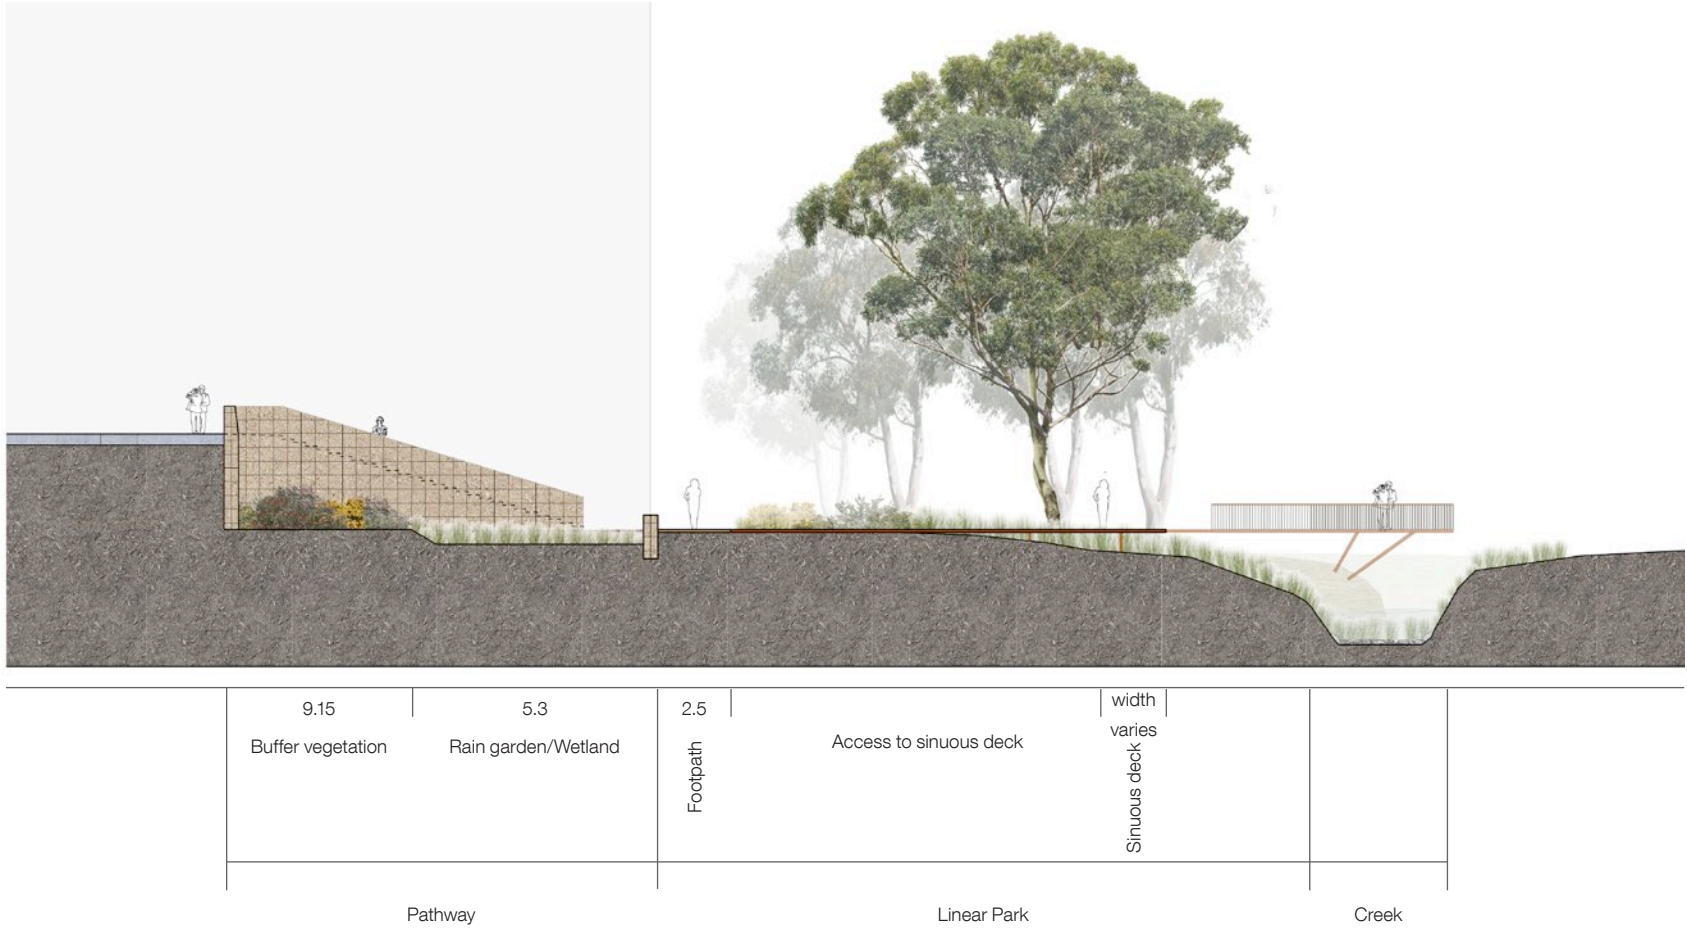 9.15
5.3
2.5
width
varies
Buffer vegetation
Rain garden/Wetland
Footpath
Access to sinuous deck
Sinuous deck
Pathway
Linear Park
Creek